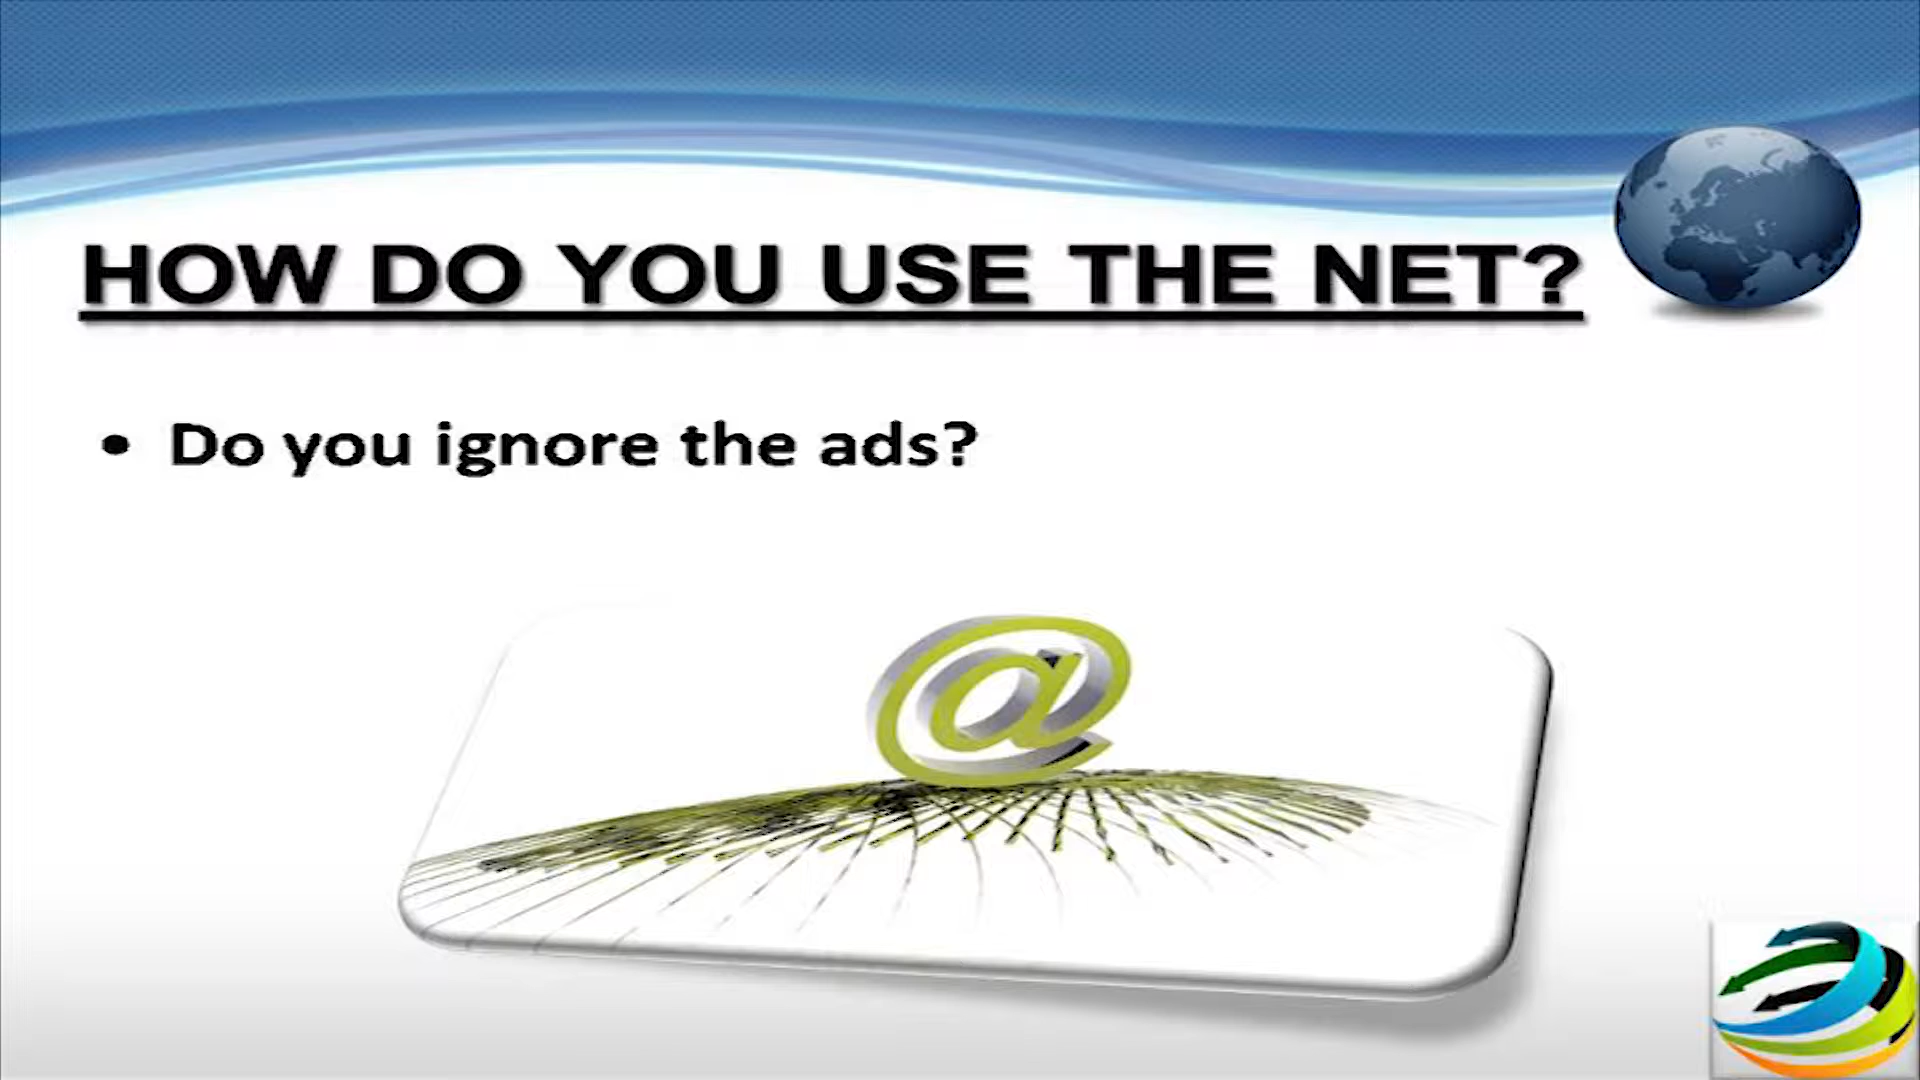 HOW DO YOU USE THE NET?
• Do you ignore the ads?
@